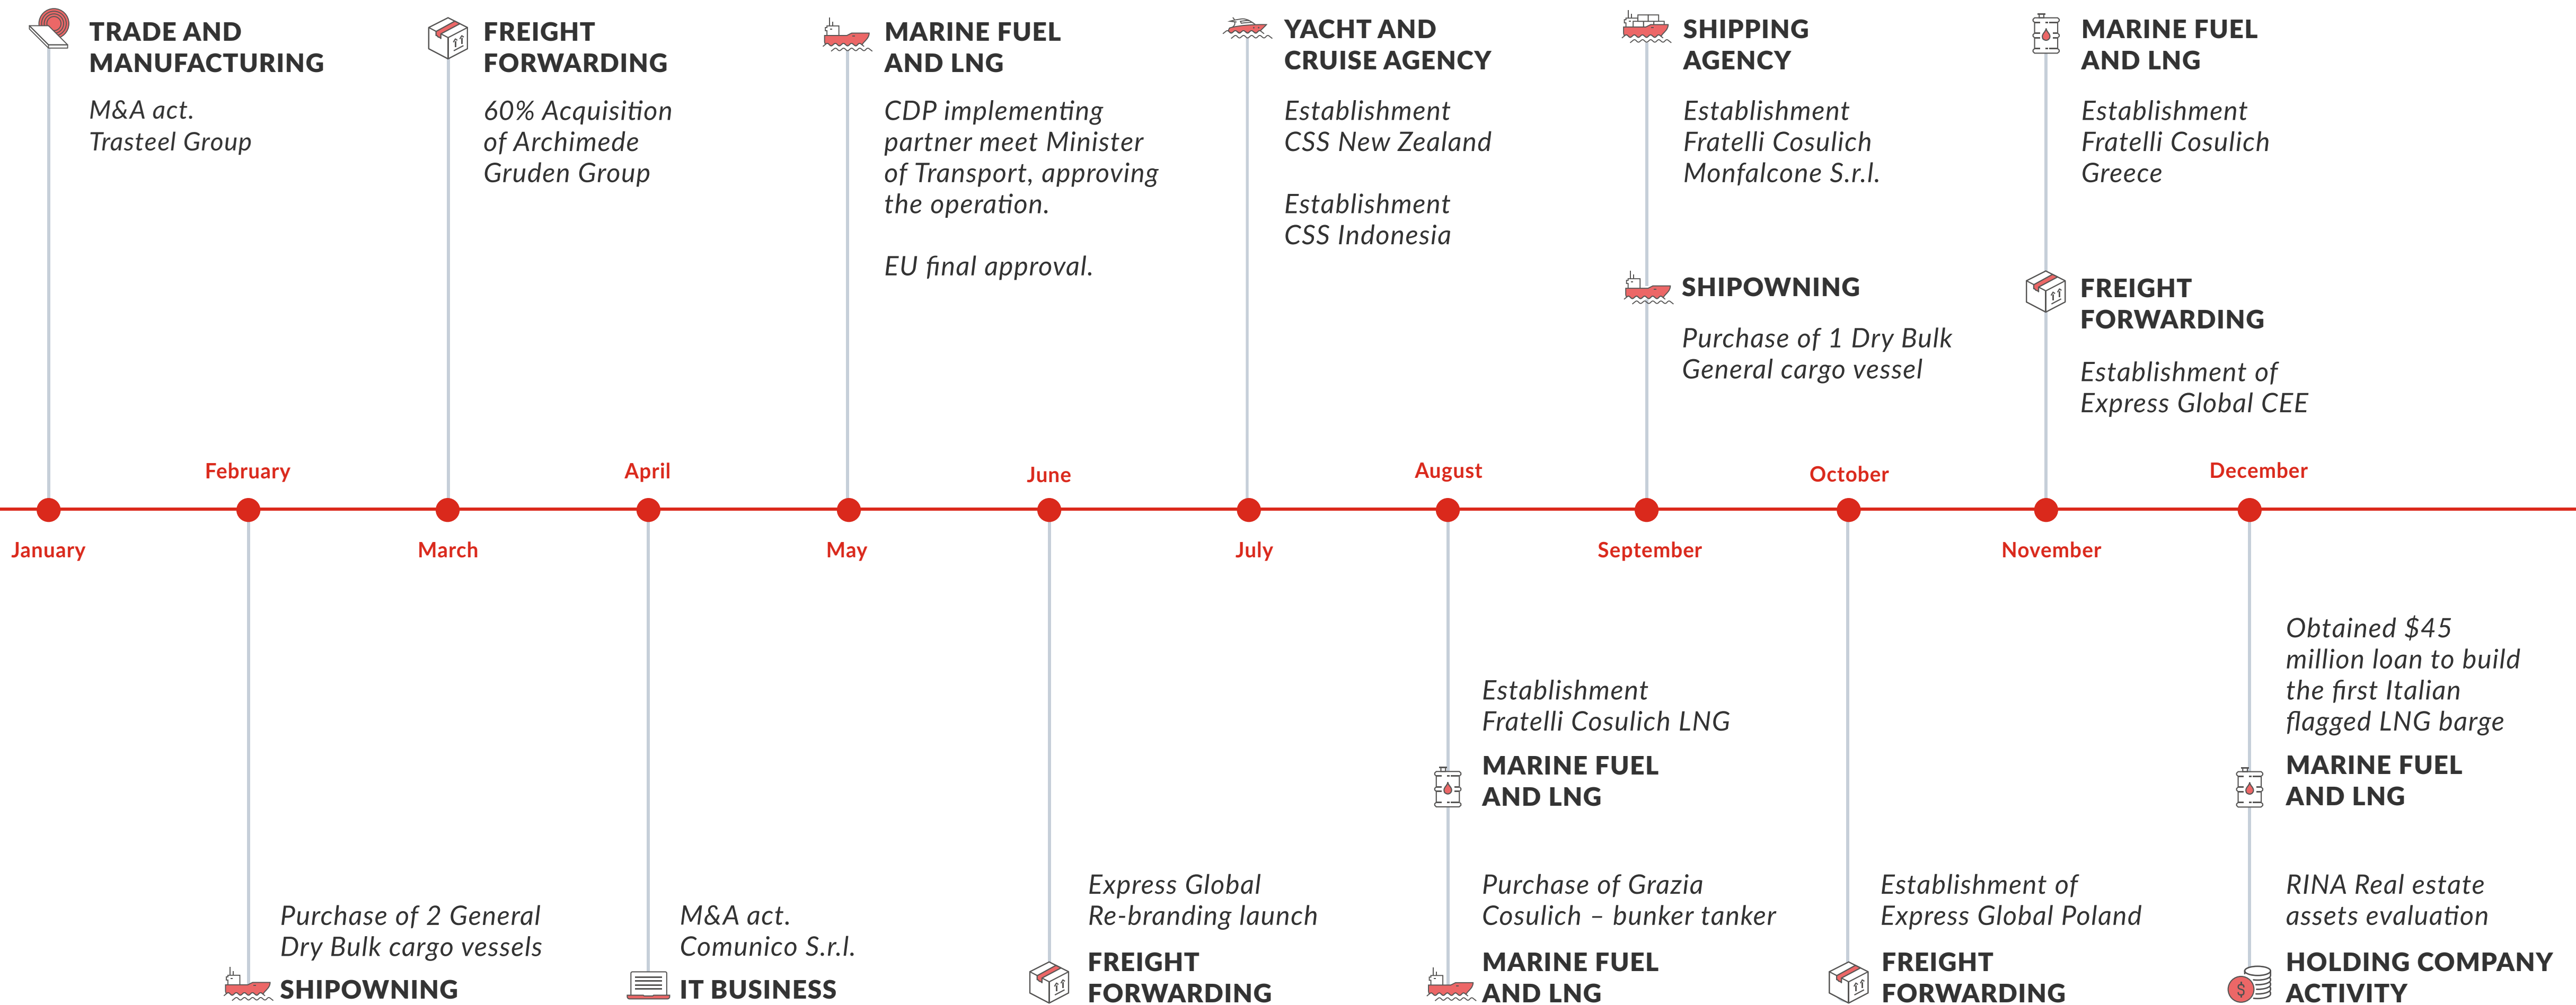 TRADE AND
MANUFACTURING
M&A act.
Trasteel Group
FREIGHT
FORWARDING
60% Acquisition
of Archimede
Gruden Group
MARINE FUEL
AND LNG
CDP implementing
partner meet Minister
of Transport, approving
the operation.
EU final approval.
YACHT AND
CRUISE AGENCY
Establishment
CSS New Zealand
Establishment
CSS Indonesia
SHIPPING
AGENCY
Establishment
Fratelli Cosulich
Monfalcone S.r.l.
SHIPOWNING
Purchase of 1 Dry Bulk
General cargo vessel
MARINE FUEL
AND LNG
Establishment
Fratelli Cosulich
Greece
FREIGHT
FORWARDING
Establishment of
Express Global CEE
February
April
June
August
October
December
January
March
May
July
September
November
Purchase of 2 General
Dry Bulk cargo vessels
SHIPOWNING
M&A act.
Comunico S.r.l.
IT BUSINESS
Express Global
Re-branding launch
FREIGHT
FORWARDING
Establishment
Fratelli Cosulich LNG
MARINE FUEL
AND LNG
Purchase of Grazia
Cosulich – bunker tanker
MARINE FUEL
AND LNG
Establishment of
Express Global Poland
FREIGHT
FORWARDING
Obtained $45
million loan to build
the first Italian
flagged LNG barge
MARINE FUEL
AND LNG
RINA Real estate
assets evaluation
HOLDING COMPANY
ACTIVITY
$